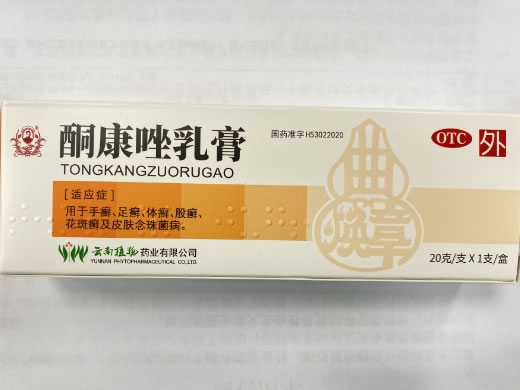 酮康唑乳膏
TONGKANGZUORUGAO
国药准字H53022020
OTC
外
[适应症]
用于手癣、足癣、体癣、股癣、
花斑癣及皮肤念珠菌病。
云南植物药业有限公司
YUNNAN PHYTOPHARMACEUTICAL CO.,LTD.
曲
焕章
20克/支 X 1支/盒